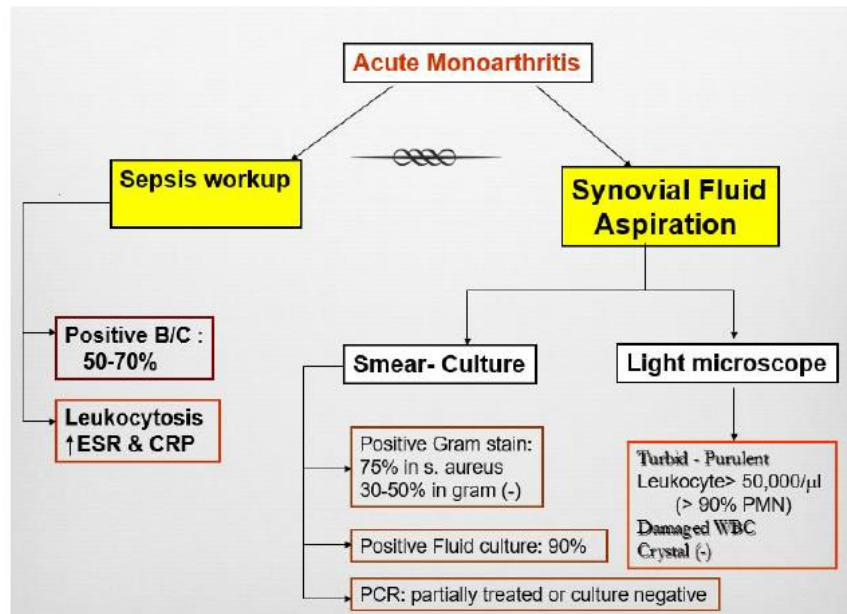 Acute Monoarthritis
Sepsis workup
Synovial Fluid
Aspiration
Positive B/C :
50-70%
Leukocytosis
↑ESR & CRP
Smear- Culture
Light microscope
Positive Gram stain:
75% in s. aureus
30-50% in gram (-)
Positive Fluid culture: 90%
PCR: partially treated or culture negative
Turbid - Purulent
Leukocyte> 50,000/µl
(> 90% PMN)
Damaged WBC
Crystal (-)